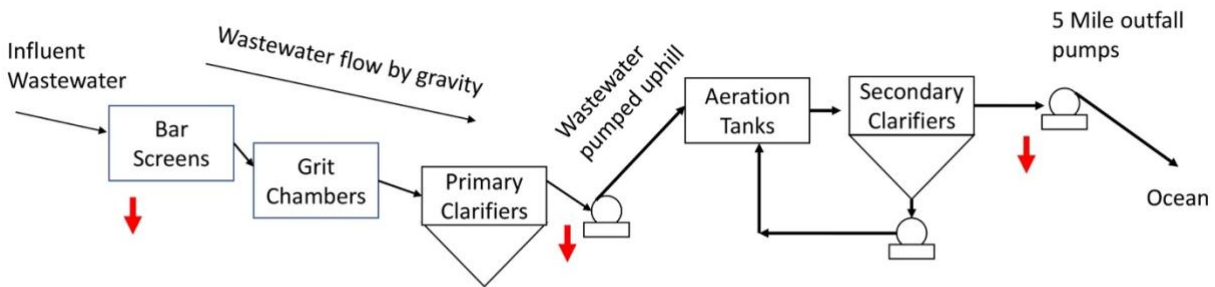 Influent
Wastewater
Wastewater flow by gravity
Bar
Screens
Grit
Chambers
Primary
Clarifiers
Wastewater
pumped uphill
Aeration
Tanks
Secondary
Clarifiers
5 Mile outfall
pumps
Ocean